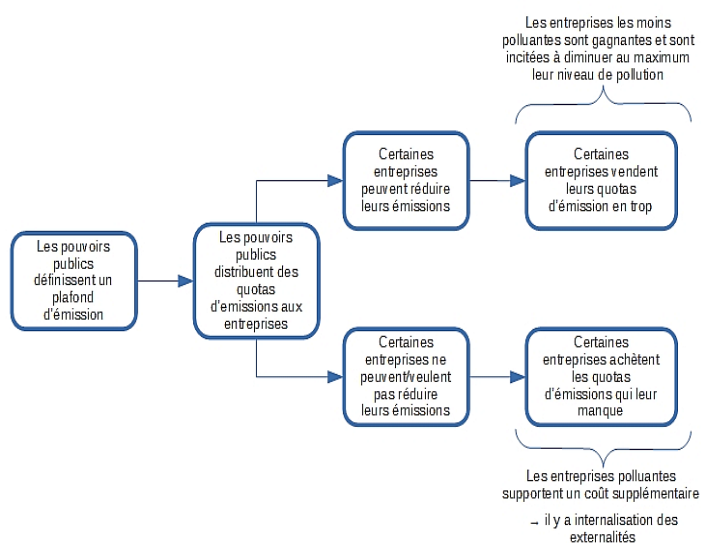 Les entreprises les moins
polluantes sont gagnantes et sont
incitées à diminuer au maximum
leur niveau de pollution
Certaines
entreprises
peuvent réduire
leurs émissions
Certaines
entreprises vendent
leurs quotas
d'émission en trop
Les pouvoirs
publics
définissent un
plafond
d'émission
Les pouvoirs
publics
distribuent des
quotas
d'emissions aux
entreprises
Certaines
entreprises ne
peuvent/veulent
pas réduire
leurs émissions
Certaines
entreprises achètent
les quotas
d'émissions qui leur
manque
Les entreprises polluantes
supportent un coût supplémentaire
→ il y a internalisation des
externalités